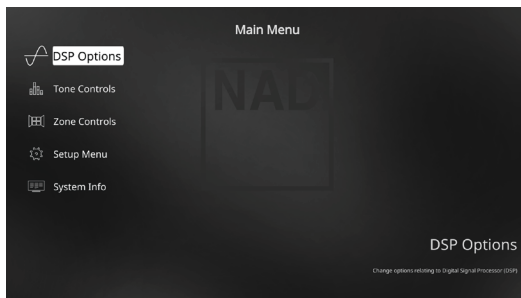 Main Menu
DSP Options
Tone Controls
Zone Controls
Setup Menu
System Info
NAD
DSP Options
Change options relating to Digital Signal Processor (DSP)